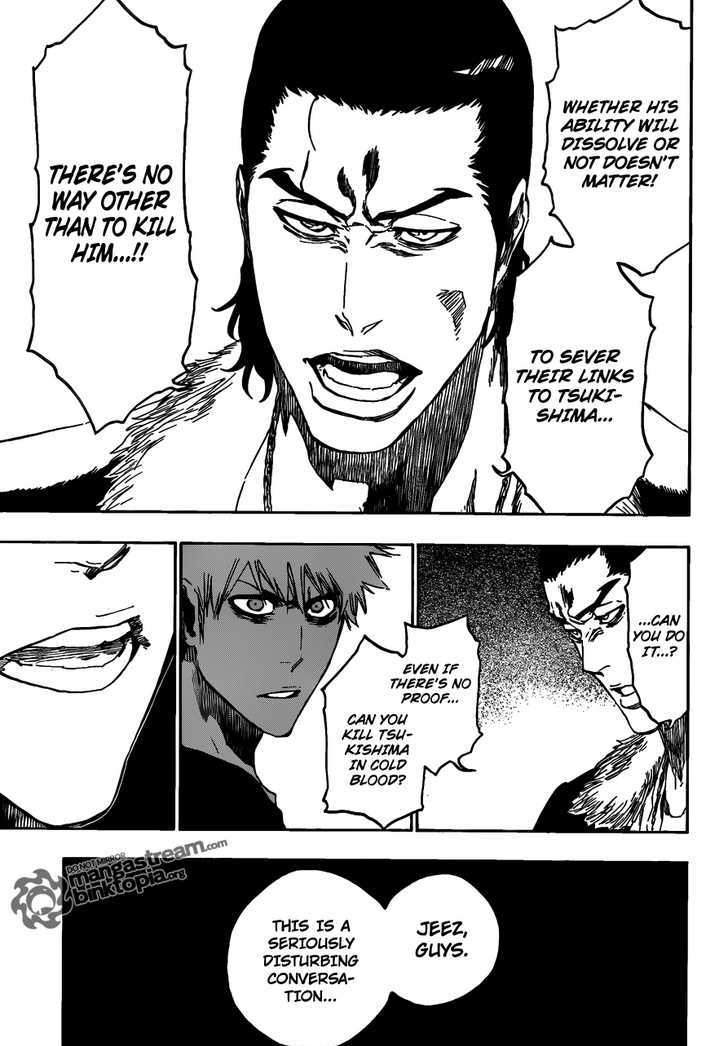 WHETHER HIS
ABILITY WILL
DISSOLVE OR
NOT DOESN'T
MATTER!
TO SEVER
THEIR LINKS
TO TSUKI-
SHIMA...
THERE'S NO
WAY OTHER
THAN TO KILL
HIM...!!
...CAN
YOU DO
IT...?
EVEN IF
THERE'S NO
PROOF...
CAN YOU
KILL TSU-
KISHIMA
IN COLD
BLOOD?
JEEZ,
GUYS.
THIS IS A
SERIOUSLY
DISTURBING
CONVERSA-
TION...
DO NOT MIRROR
mangastream.com
binktopia.org